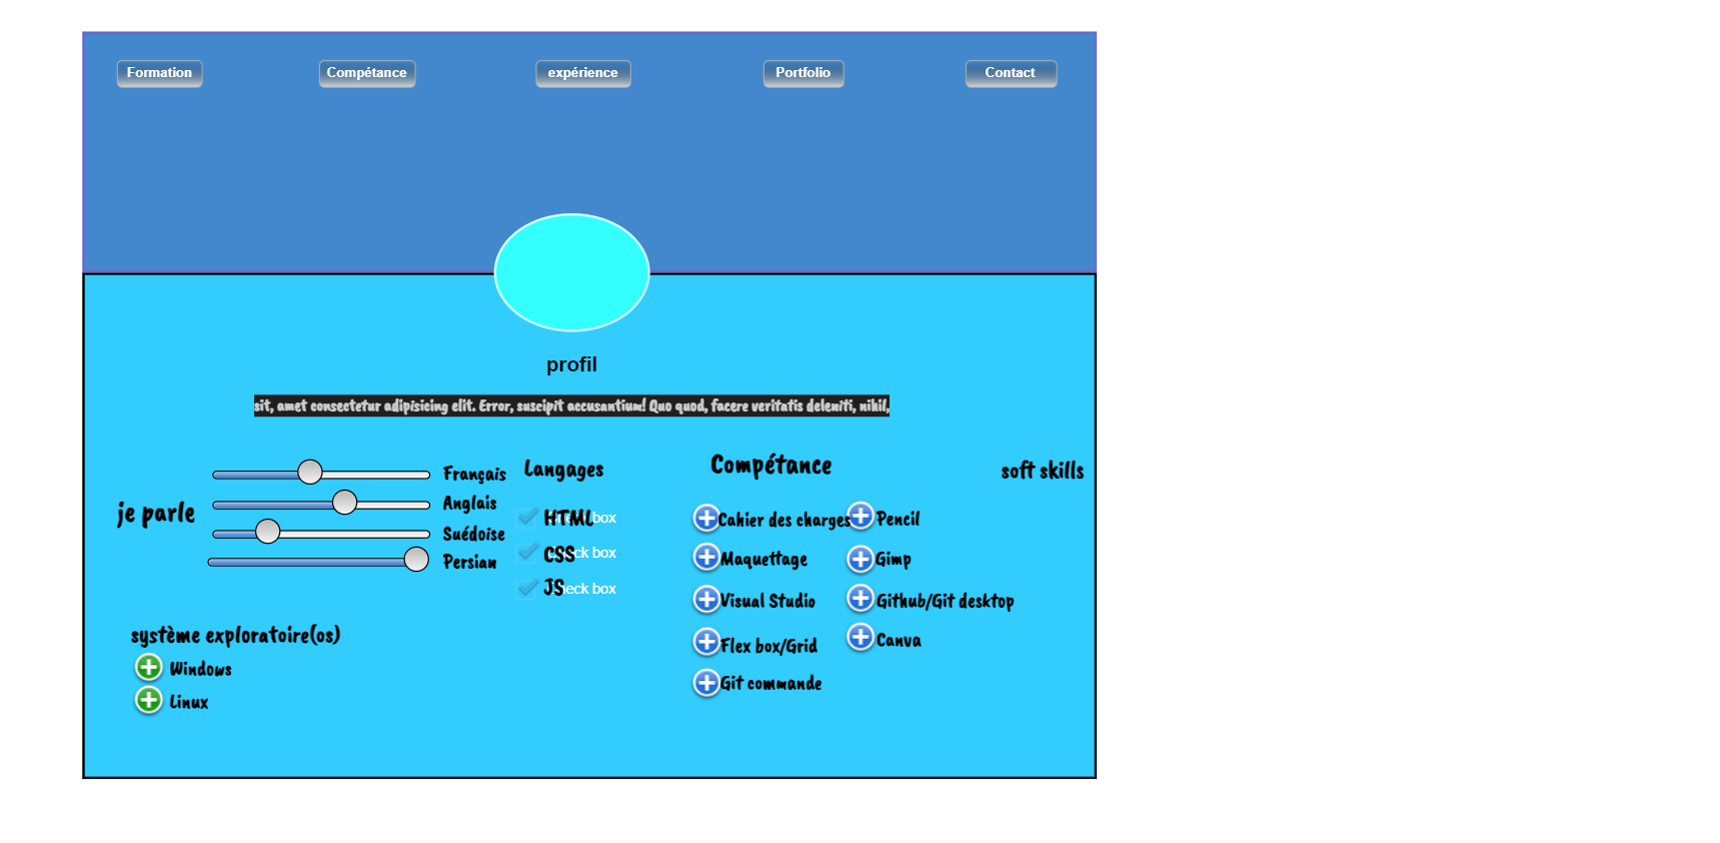 Formation
Compétance
expérience
Portfolio
Contact
profil
sit, amet consectetur adipisicing elit. Error, suscipit accusantium! Quo quod, facere veritatis deleniti, nihil,
je parle
Français
Anglais
Suédoise
Persian
système exploratoire(os)
Windows
Linux
Langages
HTML
box
CSS
ck box
JS
eck box
Compétance
Cahier des charges
Maquettage
Visual Studio
Flex box/Grid
Git commande
Pencil
Gimp
Github/Git desktop
Canva
soft skills